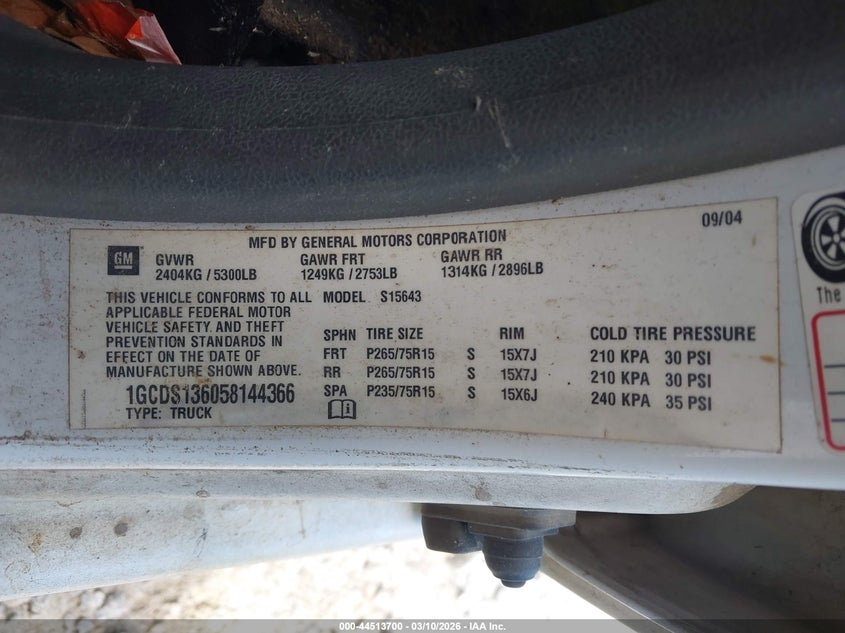 09/04
MFD BY GENERAL MOTORS CORPORATION
GM GVWR GAWR FRT GAWR RR
2404KG / 5300LB 1249KG / 2753LB 1314KG / 2896LB
THIS VEHICLE CONFORMS TO ALL MODEL S15643
APPLICABLE FEDERAL MOTOR
VEHICLE SAFETY AND THEFT
PREVENTION STANDARDS IN
EFFECT ON THE DATE OF
MANUFACTURE SHOWN ABOVE.
SPHN TIRE SIZE RIM COLD TIRE PRESSURE
FRT P265/75R15 S 15X7J 210 KPA 30 PSI
RR P265/75R15 S 15X7J 210 KPA 30 PSI
SPA P235/75R15 S 15X6J 240 KPA 35 PSI
1GCDS136058144366
TYPE: TRUCK
i
The
000-44513700 - 03/10/2026 - IAA Inc.